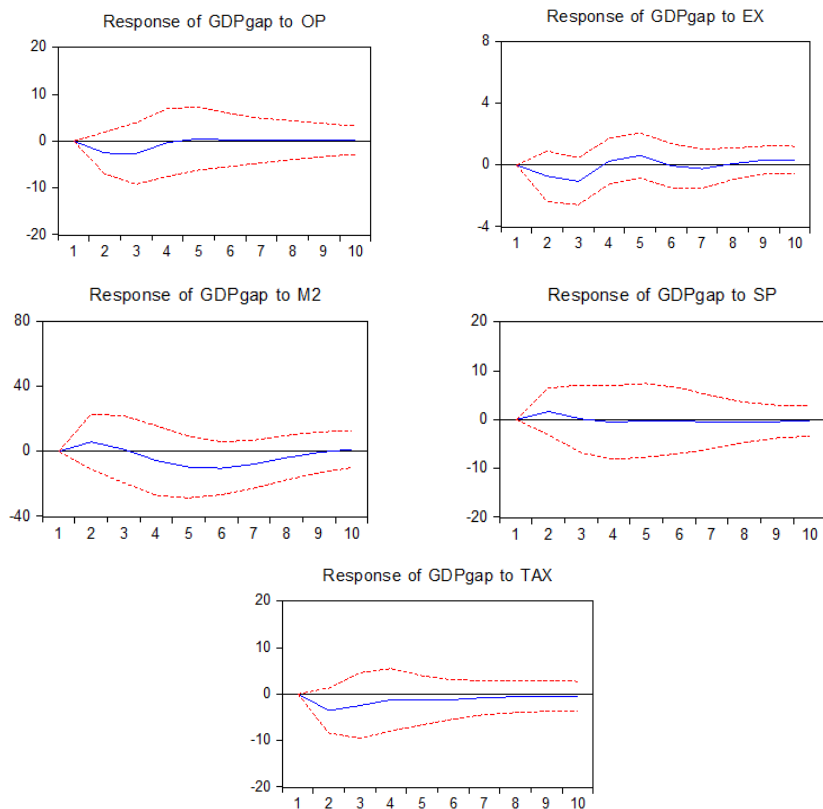 Response of GDPgap to OP
20
10
0
-10
-20
1 2 3 4 5 6 7 8 9 10
Response of GDPgap to EX
8
4
0
-4
1 2 3 4 5 6 7 8 9 10
Response of GDPgap to M2
80
40
0
-40
1 2 3 4 5 6 7 8 9 10
Response of GDPgap to SP
20
10
0
-10
-20
1 2 3 4 5 6 7 8 9 10
Response of GDPgap to TAX
20
10
0
-10
-20
1 2 3 4 5 6 7 8 9 10